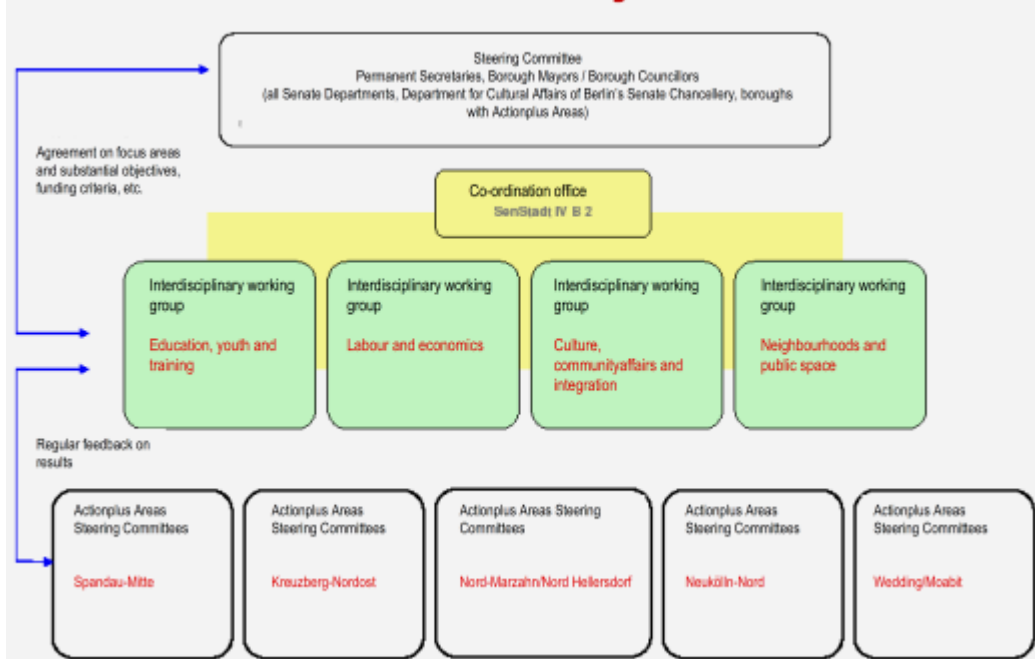 Steering Committee
Permanent Secretaries, Borough Mayors / Borough Councillors
(all Senate Departments, Department for Cultural Affairs of Berlin's Senate Chancellery, boroughs
with Actionplus Areas)
Agreement on focus areas
and substantial objectives,
funding criteria, etc.
Co-ordination office
SenStadt IV B 2
Interdisciplinary working
group
Education, youth and
training
Interdisciplinary working
group
Labour and economics
Interdisciplinary working
group
Culture,
communityaffairs and
integration
Interdisciplinary working
group
Neighbourhoods and
public space
Regular feedback on
results
Actionplus Areas
Steering Committees
Spandau-Mitte
Actionplus Areas
Steering Committees
Kreuzberg-Nordost
Actionplus Areas Steering
Committees
Nord-Marzahn/Nord Hellersdorf
Actionplus Areas
Steering Committees
Neukölln-Nord
Actionplus Areas
Steering Committees
Wedding/Moabit